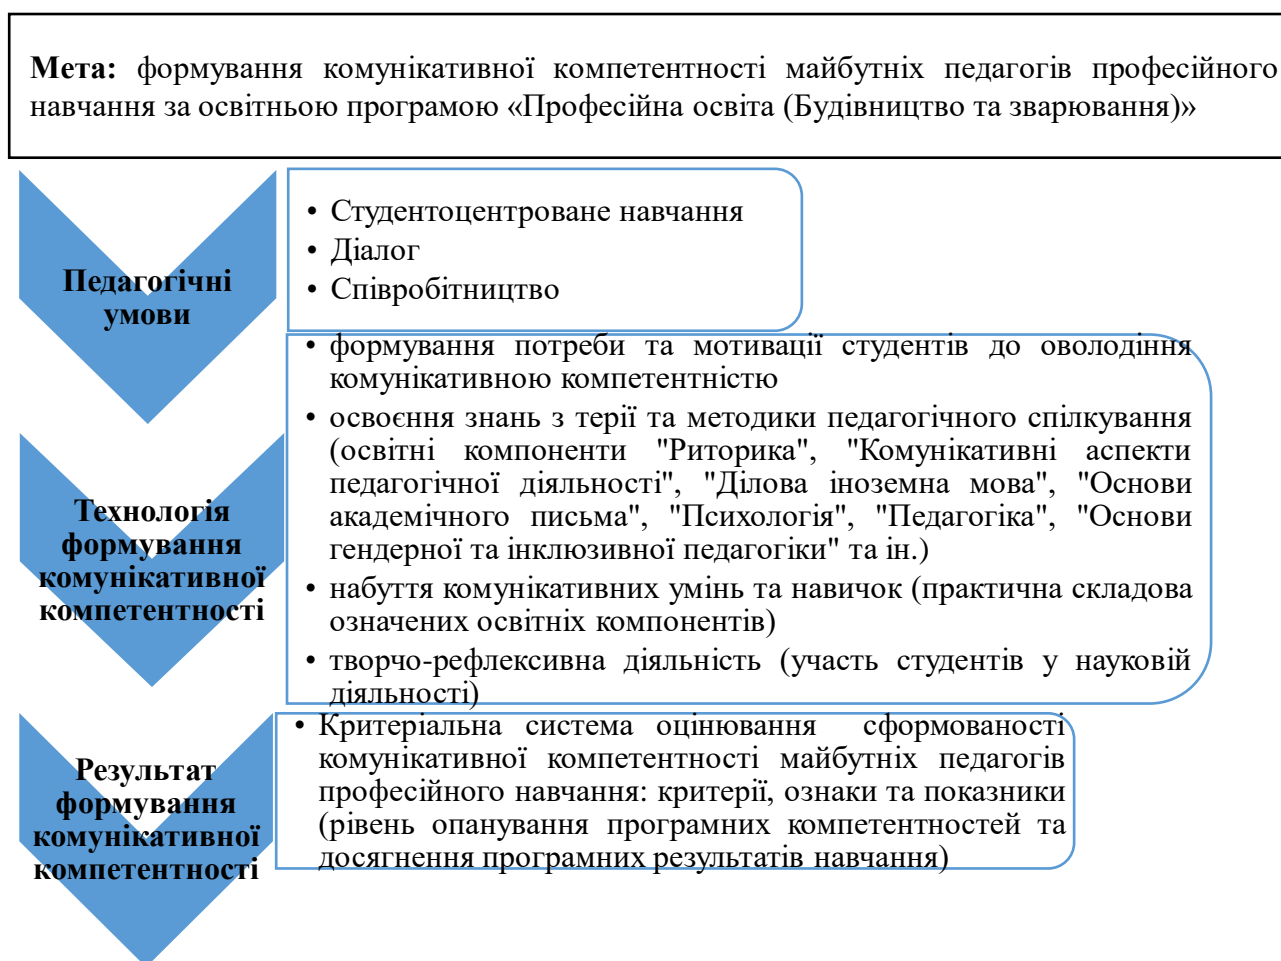 Мета: формування комунікативної компетентності майбутніх педагогів професійного
навчання за освітньою програмою «Професійна освіта (Будівництво та зварювання)»
Педагогічні
умови
• Студентоцентроване навчання
• Діалог
• Співробітництво
Технологія
формування
комунікативної
компетентності
• формування потреби та мотивації студентів до оволодіння
комунікативною компетентністю
• освоєння знань з терії та методики педагогічного спілкування
(освітні компоненти "Риторика", "Комунікативні аспекти
педагогічної діяльності", "Ділова іноземна мова", "Основи
академічного письма", "Психологія", "Педагогіка", "Основи
гендерної та інклюзивної педагогіки" та ін.)
• набуття комунікативних умінь та навичок (практична складова
означених освітніх компонентів)
• творчо-рефлексивна діяльність (участь студентів у науковій
діяльності)
Результат
формування
комунікативної
компетентності
• Критеріальна система оцінювання сформованості
комунікативної компетентності майбутніх педагогів
професійного навчання: критерії, ознаки та показники
(рівень опанування програмних компетентностей та
досягнення програмних результатів навчання)